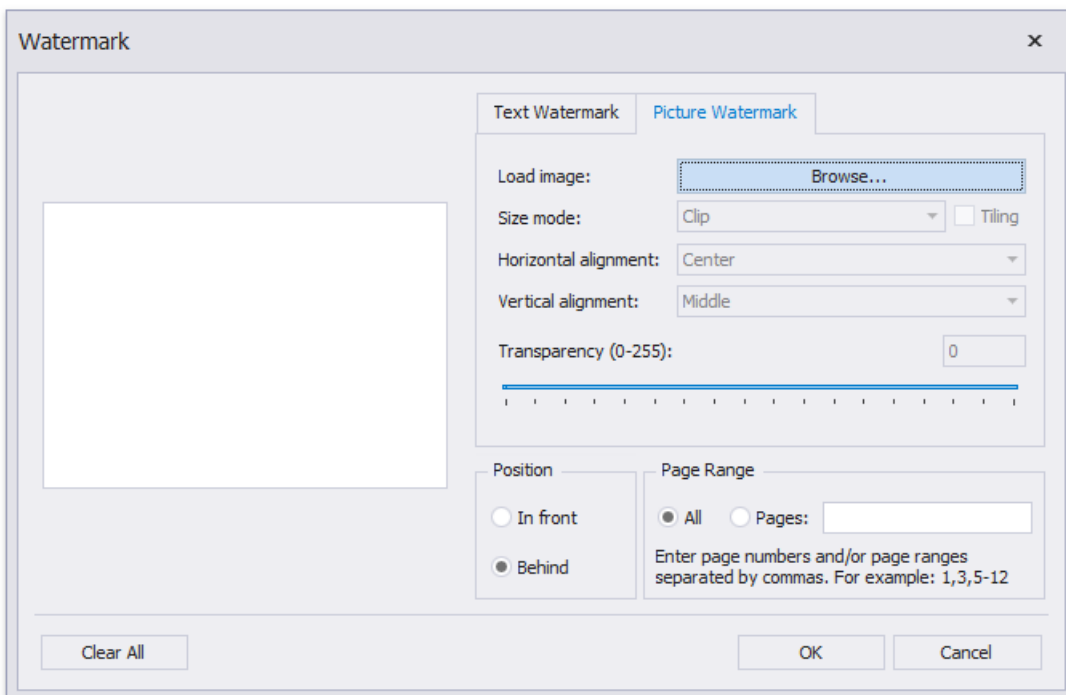 Watermark
Text Watermark Picture Watermark
Load image: Browse...
Size mode: Clip Tiling
Horizontal alignment: Center
Vertical alignment: Middle
Transparency (0-255): 0
Position
In front
Behind
Page Range
All Pages:
Enter page numbers and/or page ranges
separated by commas. For example: 1,3,5-12
Clear All OK Cancel